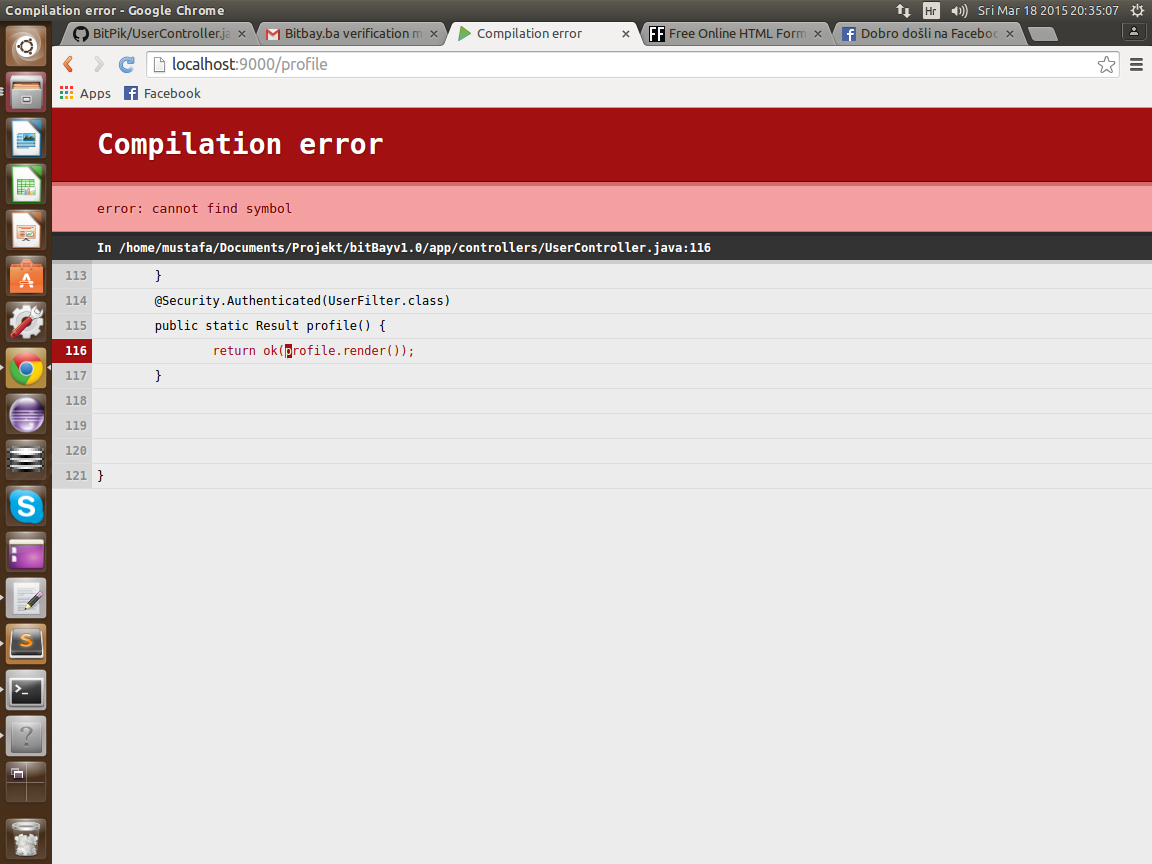 Compilation error - Google Chrome
Hr
Sri Mar 18 2015 20:35:07
BitPik/UserController.ja
Bitbay.ba verification m
Compilation error
Free Online HTML Form
Dobro došli na Faceboo
localhost:9000/profile
Apps
Facebook
Compilation error
error: cannot find symbol
In /home/mustafa/Documents/Projekt/bitBayv1.0/app/controllers/UserController.java:116
113 }
114 @Security.Authenticated(UserFilter.class)
115 public static Result profile() {
116 return ok(profile.render());
117 }
118
119
120
121 }